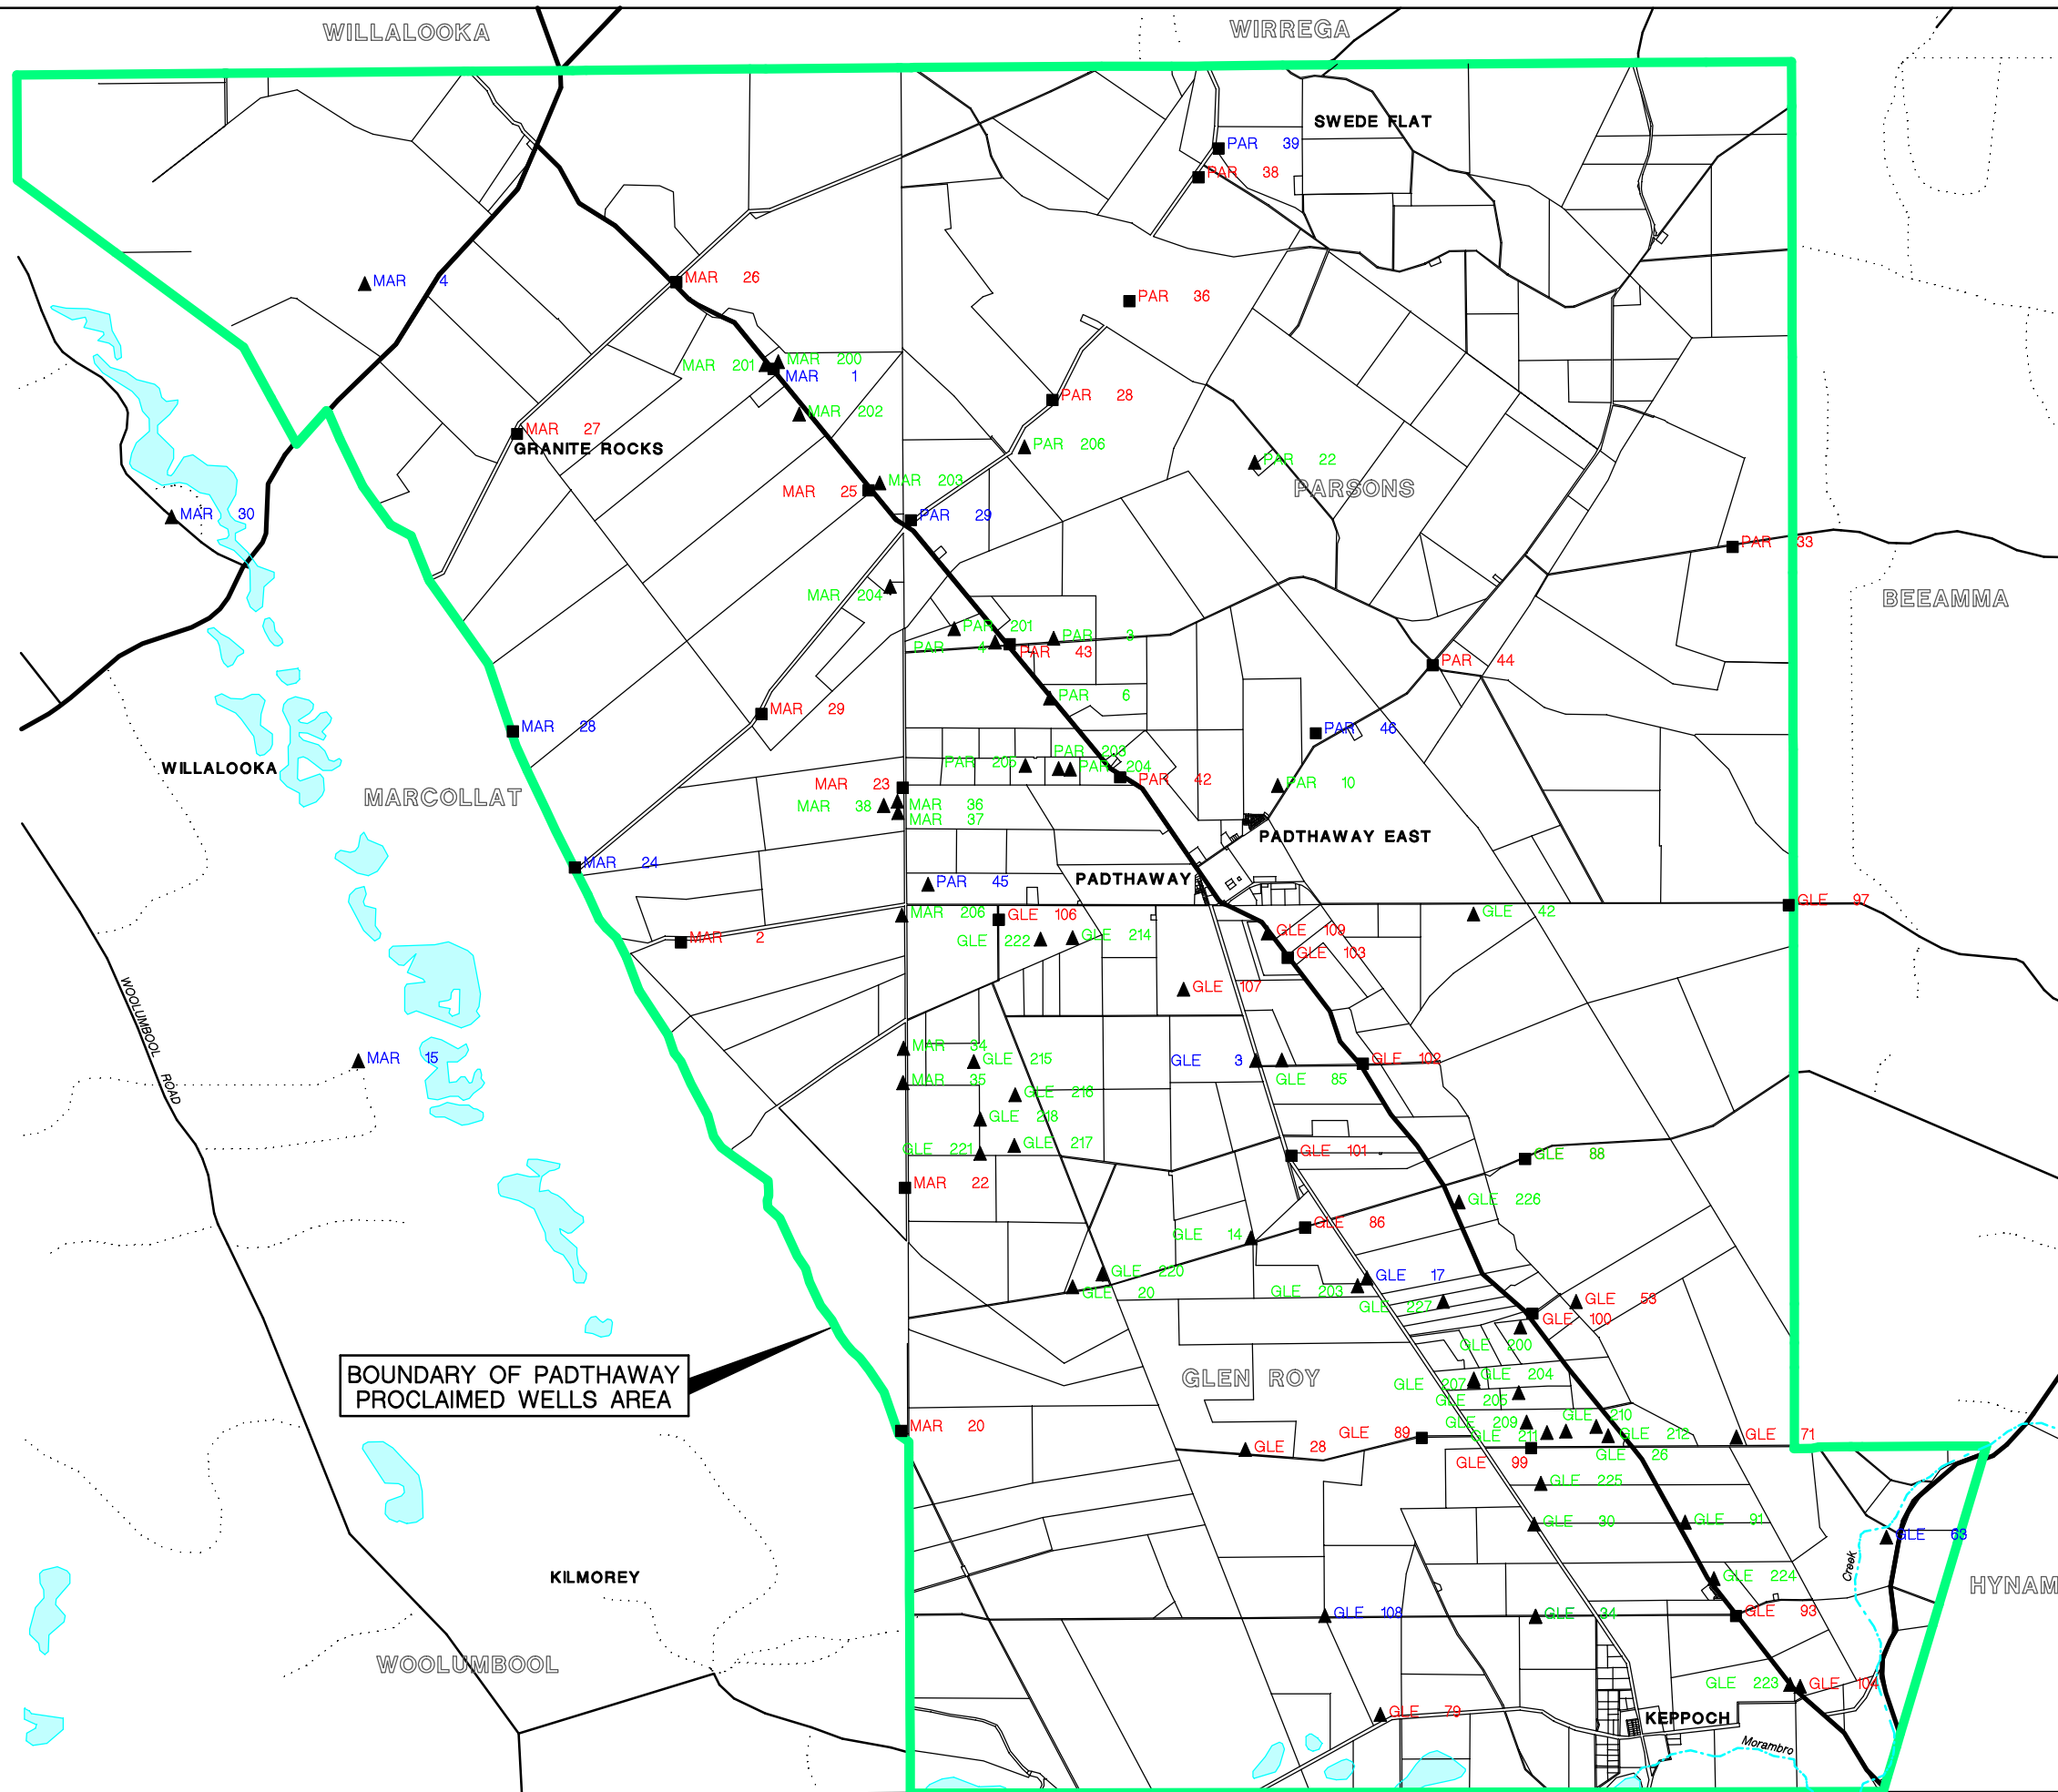 WILLALOOKA
WIRREGA
SWEDE FLAT
PAR 39
PAR 38
MAR 4
MAR 26
PAR 36
MAR 201
MAR 200
MAR 1
PAR 28
MAR 202
MAR 27
GRANITE ROCKS
PAR 206
PAR 22
PARSONS
MAR 203
MAR 25
MAR 30
PAR 29
PAR 33
MAR 204
BEEAMMA
PAR 201
PAR 4
PAR 3
PAR 43
PAR 44
PAR 6
MAR 29
MAR 28
PAR 46
WILLALOOKA
PAR 203
PAR 205
PAR 204
PAR 42
MAR 23
PAR 10
MARCOLLAT
MAR 38
MAR 36
MAR 37
PADTHAWAY EAST
MAR 24
PAR 45
PADTHAWAY
GLE 97
MAR 206
GLE 106
GLE 42
MAR 2
GLE 222
GLE 214
GLE 109
GLE 103
GLE 107
WOOLUMBOOL ROAD
MAR 34
MAR 15
GLE 215
GLE 3
GLE 102
MAR 35
GLE 85
GLE 216
GLE 218
GLE 221
GLE 217
GLE 101
GLE 88
MAR 22
GLE 226
GLE 14
GLE 86
GLE 220
GLE 17
GLE 20
GLE 203
GLE 227
GLE 53
GLE 100
GLE 200
BOUNDARY OF PADTHAWAY
PROCLAIMED WELLS AREA
GLEN ROY
GLE 204
GLE 207
GLE 205
MAR 20
GLE 209
GLE 210
GLE 89
GLE 211
GLE 212
GLE 71
GLE 28
GLE 26
GLE 99
GLE 225
GLE 30
GLE 91
GLE 63
Creek
KILMOREY
GLE 224
HYNAM
GLE 108
GLE 34
GLE 93
WOOLUMBOOL
GLE 223
GLE 104
GLE 79
KEPPOCH
Morambro